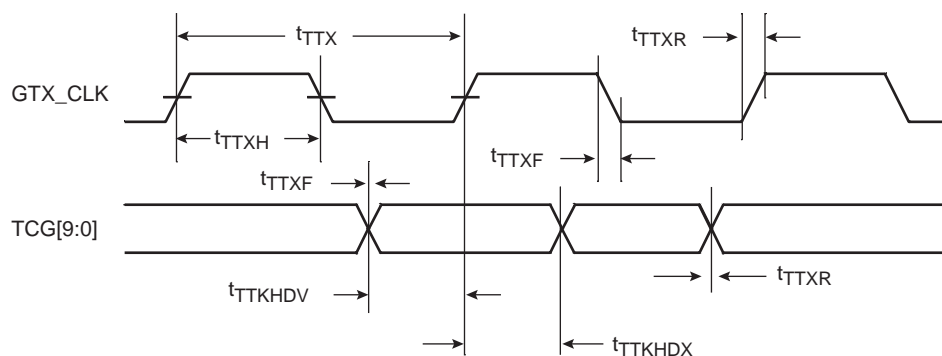 tTTX
tTTXR
GTX_CLK
tTTXH
tTTXF
tTTXF
TCG[9:0]
tTTKHDV
tTTXR
tTTKHDX